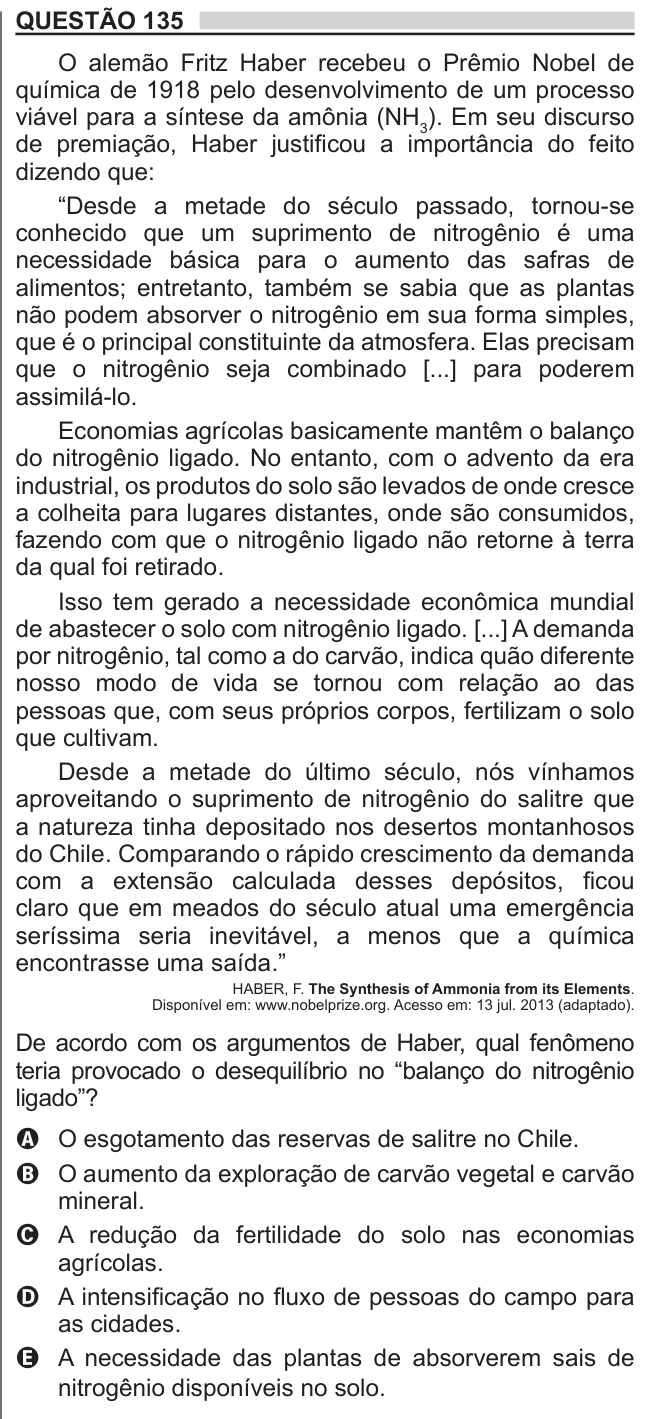 QUESTÃO 135
O alemão Fritz Haber recebeu o Prêmio Nobel de
química de 1918 pelo desenvolvimento de um processo
viável para a síntese da amônia (NH₃). Em seu discurso
de premiação, Haber justificou a importância do feito
dizendo que:
“Desde a metade do século passado, tornou-se
conhecido que um suprimento de nitrogênio é uma
necessidade básica para o aumento das safras de
alimentos; entretanto, também se sabia que as plantas
não podem absorver o nitrogênio em sua forma simples,
que é o principal constituinte da atmosfera. Elas precisam
que o nitrogênio seja combinado [...] para poderem
assimilá-lo.
Economias agrícolas basicamente mantêm o balanço
do nitrogênio ligado. No entanto, com o advento da era
industrial, os produtos do solo são levados de onde cresce
a colheita para lugares distantes, onde são consumidos,
fazendo com que o nitrogênio ligado não retorne à terra
da qual foi retirado.
Isso tem gerado a necessidade econômica mundial
de abastecer o solo com nitrogênio ligado. [...] A demanda
por nitrogênio, tal como a do carvão, indica quão diferente
nosso modo de vida se tornou com relação ao das
pessoas que, com seus próprios corpos, fertilizam o solo
que cultivam.
Desde a metade do último século, nós vínhamos
aproveitando o suprimento de nitrogênio do salitre que
a natureza tinha depositado nos desertos montanhosos
do Chile. Comparando o rápido crescimento da demanda
com a extensão calculada desses depósitos, ficou
claro que em meados do século atual uma emergência
seríssima seria inevitável, a menos que a química
encontrasse uma saída.”
HABER, F. The Synthesis of Ammonia from its Elements.
Disponível em: www.nobelprize.org. Acesso em: 13 jul. 2013 (adaptado).
De acordo com os argumentos de Haber, qual fenômeno
teria provocado o desequilíbrio no “balanço do nitrogênio
ligado”?
A O esgotamento das reservas de salitre no Chile.
B O aumento da exploração de carvão vegetal e carvão
mineral.
C A redução da fertilidade do solo nas economias
agrícolas.
D A intensificação no fluxo de pessoas do campo para
as cidades.
E A necessidade das plantas de absorverem sais de
nitrogênio disponíveis no solo.